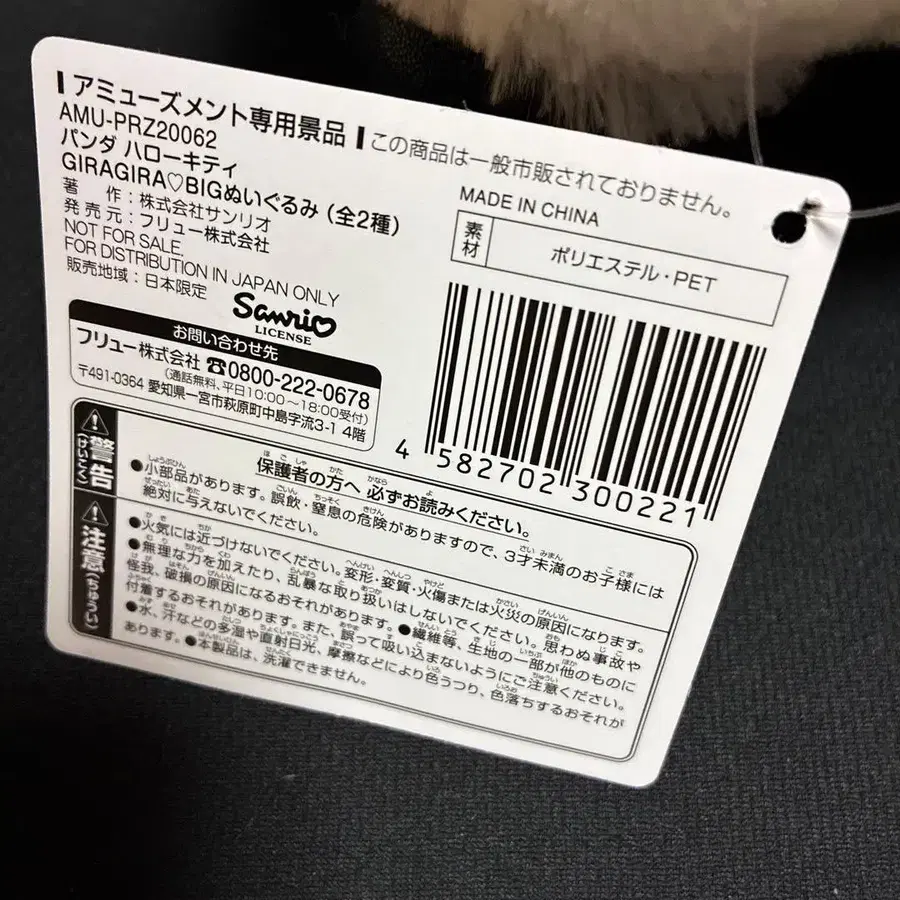 アミューズメント専用景品
この商品は一般市販されておりません。
AMU-PRZ20062
パンダ ハローキティ
GIRAGIRA♡BIGぬいぐるみ (全2種)
著 作:株式会社サンリオ
発売元:フリュー株式会社
NOT FOR SALE
FOR DISTRIBUTION IN JAPAN ONLY
販売地域:日本限定
Sanrio
LICENSE
お問い合わせ先
フリュー株式会社 ☎0800-222-0678
(通話無料、平日10:00~18:00受付)
〒491-0364 愛知県一宮市萩原町中島字流3-1 4階
MADE IN CHINA
素材
ポリエステル・PET
4 582702 300221
警告
(けいこく)
保護者の方へ 必ずお読みください。
●小部品があります。誤飲・窒息の危険がありますので、3才未満のお子様には
絶対に与えないでください。
注意
(ちゅうい)
●火気には近づけないでください。変形・変質・火傷または火災の原因になります。
●無理な力を加えたり、乱暴な取り扱いはしないでください。思わぬ事故や
怪我、破損の原因になるおそれがあります。●繊維等、生地の一部が他のものに
付着するおそれがあります。また、誤って吸い込まないようにご注意ください。
●水、汗などの多湿や直射日光、摩擦などにより色うつり、色落ちするおそれが
あります。●本製品は、洗濯できません。